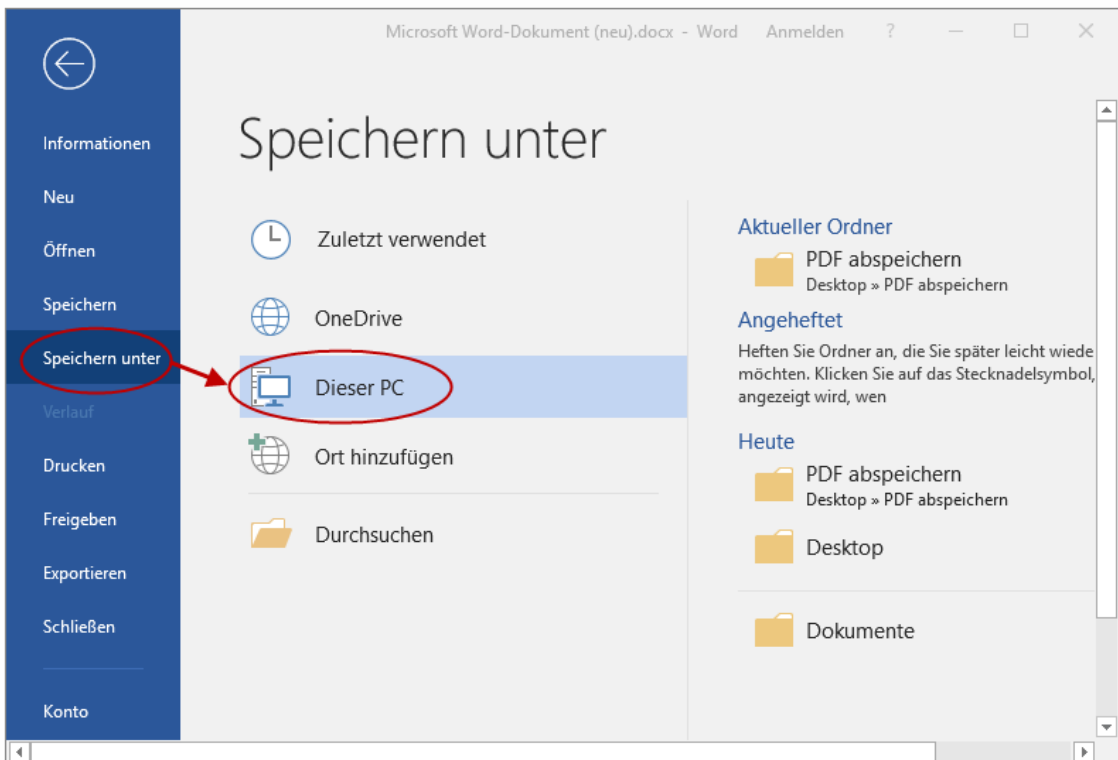 Microsoft Word-Dokument (neu).docx - Word Anmelden ?
Informationen
Neu
Öffnen
Speichern
Speichern unter
Verlauf
Drucken
Freigeben
Exportieren
Schließen
Konto
Speichern unter
Zuletzt verwendet
OneDrive
Dieser PC
Ort hinzufügen
Durchsuchen
Aktueller Ordner
PDF abspeichern
Desktop » PDF abspeichern
Angeheftet
Heften Sie Ordner an, die Sie später leicht wiede
möchten. Klicken Sie auf das Stecknadelsymbol,
angezeigt wird, wen
Heute
PDF abspeichern
Desktop » PDF abspeichern
Desktop
Dokumente